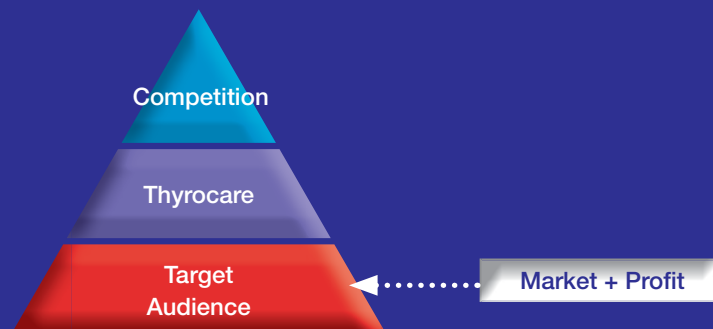 Competition
Thyrocare
Target
Audience
Market + Profit